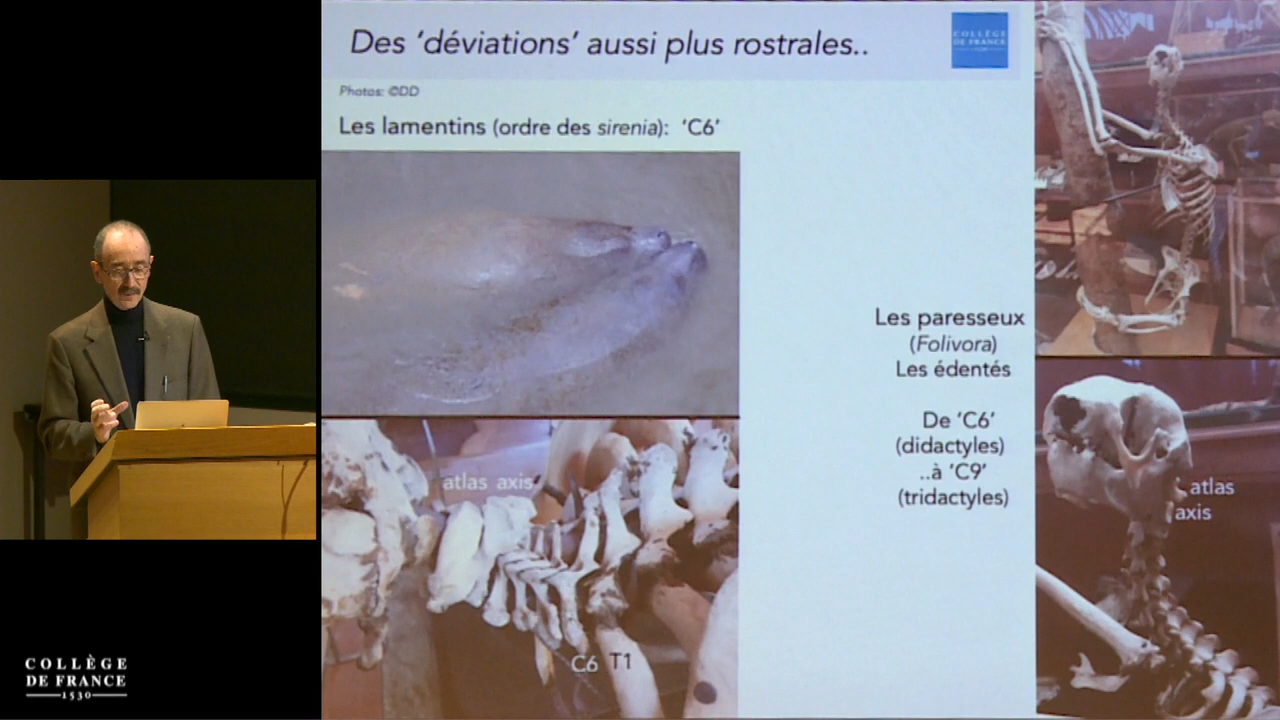 Des ‘déviations’ aussi plus rostrales..
COLLÈGE
DE FRANCE
1530
Photos: ©DD
Les lamentins (ordre des sirenia): ‘C6’
atlas axis
C6 T1
Les paresseux
(Folivora)
Les édentés
De ‘C6’
(didactyles)
..à ‘C9’
(tridactyles)
atlas
axis
COLLÈGE
DE FRANCE
1530